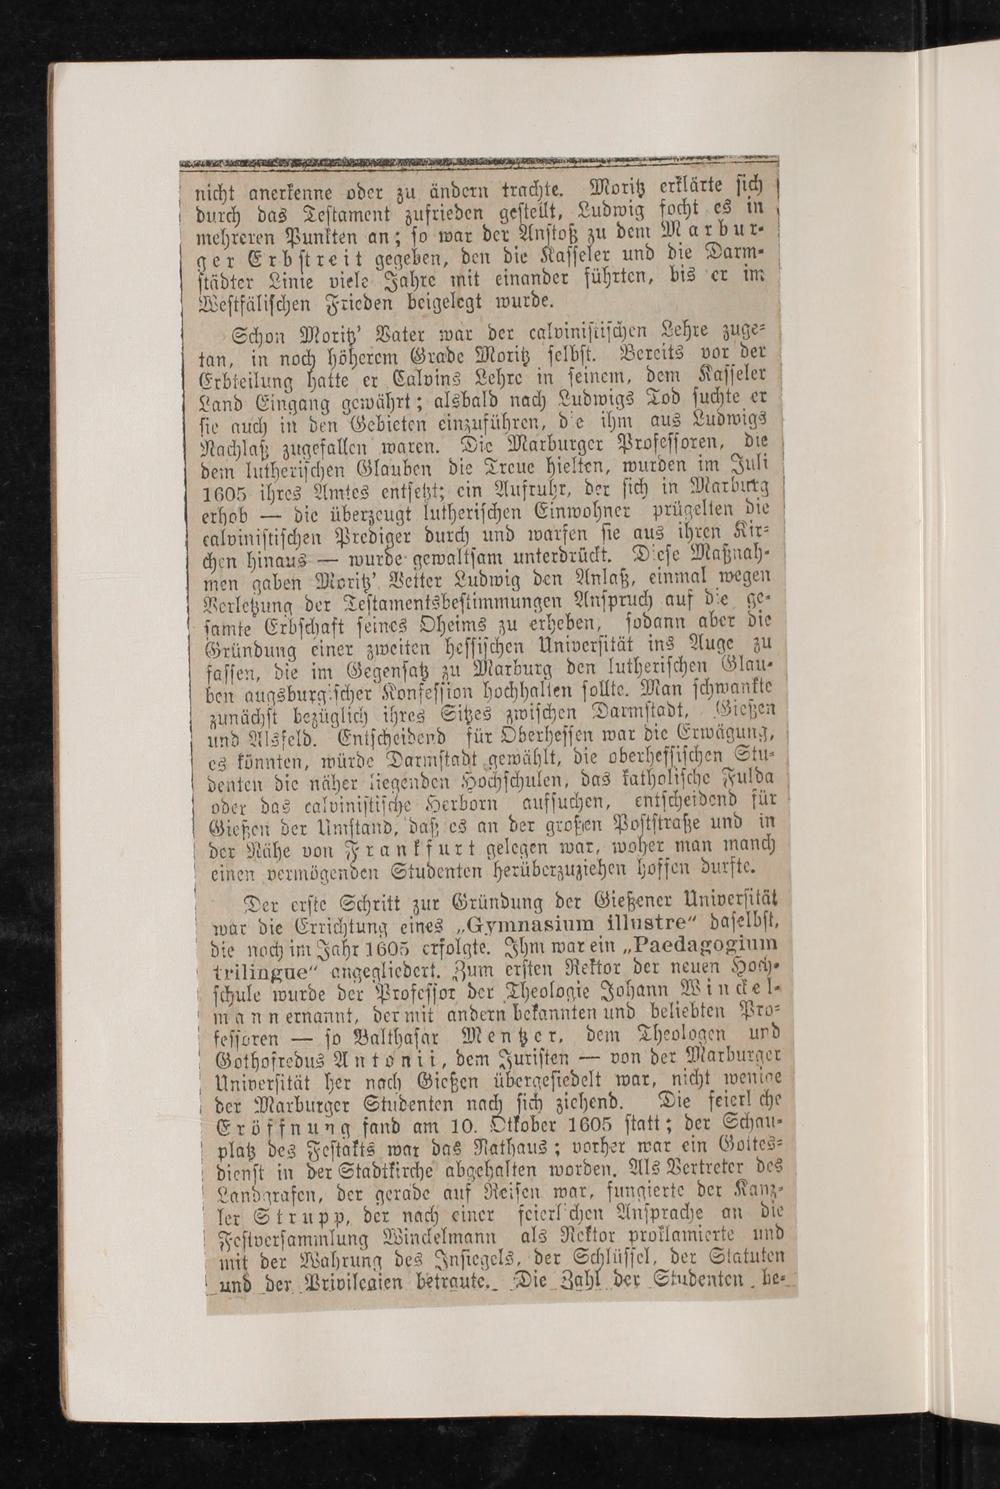 nicht anerkenne oder zu ändern trachte. Moritz erklärte sich
durch das Testament zufrieden gestellt, Ludwig focht es in
mehreren Punkten an; so war der Anstoß zu dem Marbur-
ger Erbstreit gegeben, den die Kasseler und die Darm-
städter Linie viele Jahre mit einander führten, bis er im
Westfälischen Frieden beigelegt wurde.
Schon Moritz' Vater war der calvinistischen Lehre zuge-
tan, in noch höherem Grade Moritz selbst. Bereits vor der
Erbteilung hatte er Calvins Lehre in seinem, dem Kasseler
Land Eingang gewährt; alsbald nach Ludwigs Tod suchte er
sie auch in den Gebieten einzuführen, die ihm aus Ludwigs
Nachlaß zugefallen waren. Die Marburger Professoren, die
dem lutherischen Glauben die Treue hielten, wurden im Juli
1605 ihres Amtes entsetzt; ein Aufruhr, der sich in Marburg
erhob — die überzeugt lutherischen Einwohner prügelten die
calvinistischen Prediger durch und warfen sie aus ihren Kir-
chen hinaus — wurde gewaltsam unterdrückt. Diese Maßnah-
men gaben Moritz' Vetter Ludwig den Anlaß, einmal wegen
Verletzung der Testamentsbestimmungen Anspruch auf die ge-
samte Erbschaft seines Oheims zu erheben, sodann aber die
Gründung einer zweiten hessischen Universität ins Auge zu
fassen, die im Gegensatz zu Marburg den lutherischen Glau-
ben augsburgischer Konfession hochhalten sollte. Man schwankte
zunächst bezüglich ihres Sitzes zwischen Darmstadt, Gießen
und Alsfeld. Entscheidend für Oberhessen war die Erwägung,
es könnten, würde Darmstadt gewählt, die oberhessischen Stu-
denten die näher liegenden Hochschulen, das katholische Fulda
oder das calvinistische Herborn aufsuchen, entscheidend für
Gießen der Umstand, daß es an der großen Poststraße und in
der Nähe von Frankfurt gelegen war, woher man manch
einen vermögenden Studenten herüberzuziehen hoffen durfte.
Der erste Schritt zur Gründung der Gießener Universität
war die Errichtung eines „Gymnasium illustre“ daselbst,
die noch im Jahr 1605 erfolgte. Ihm war ein „Paedagogium
trilingue“ angegliedert. Zum ersten Rektor der neuen Hoch-
schule wurde der Professor der Theologie Johann Winckel-
mann ernannt, der mit andern bekannten und beliebten Pro-
fessoren — so Balthasar Mentzer, dem Theologen und
Gothofredus Antonii, dem Juristen — von der Marburger
Universität her nach Gießen übergesiedelt war, nicht wenige
der Marburger Studenten nach sich ziehend. Die feierliche
Eröffnung fand am 10. Otkober 1605 statt; der Schau-
platz des Festakts war das Rathaus; vorher war ein Gottes-
dienst in der Stadtkirche abgehalten worden. Als Vertreter des
Landgrafen, der gerade auf Reisen war, fungierte der Kanz-
ler Strupp, der nach einer feierlichen Ansprache an die
Festversammlung Winckelmann als Rektor proklamierte und
mit der Wahrung des Insiegels, der Schlüssel, der Statuten
und der Privilegien betraute. Die Zahl der Studenten be-